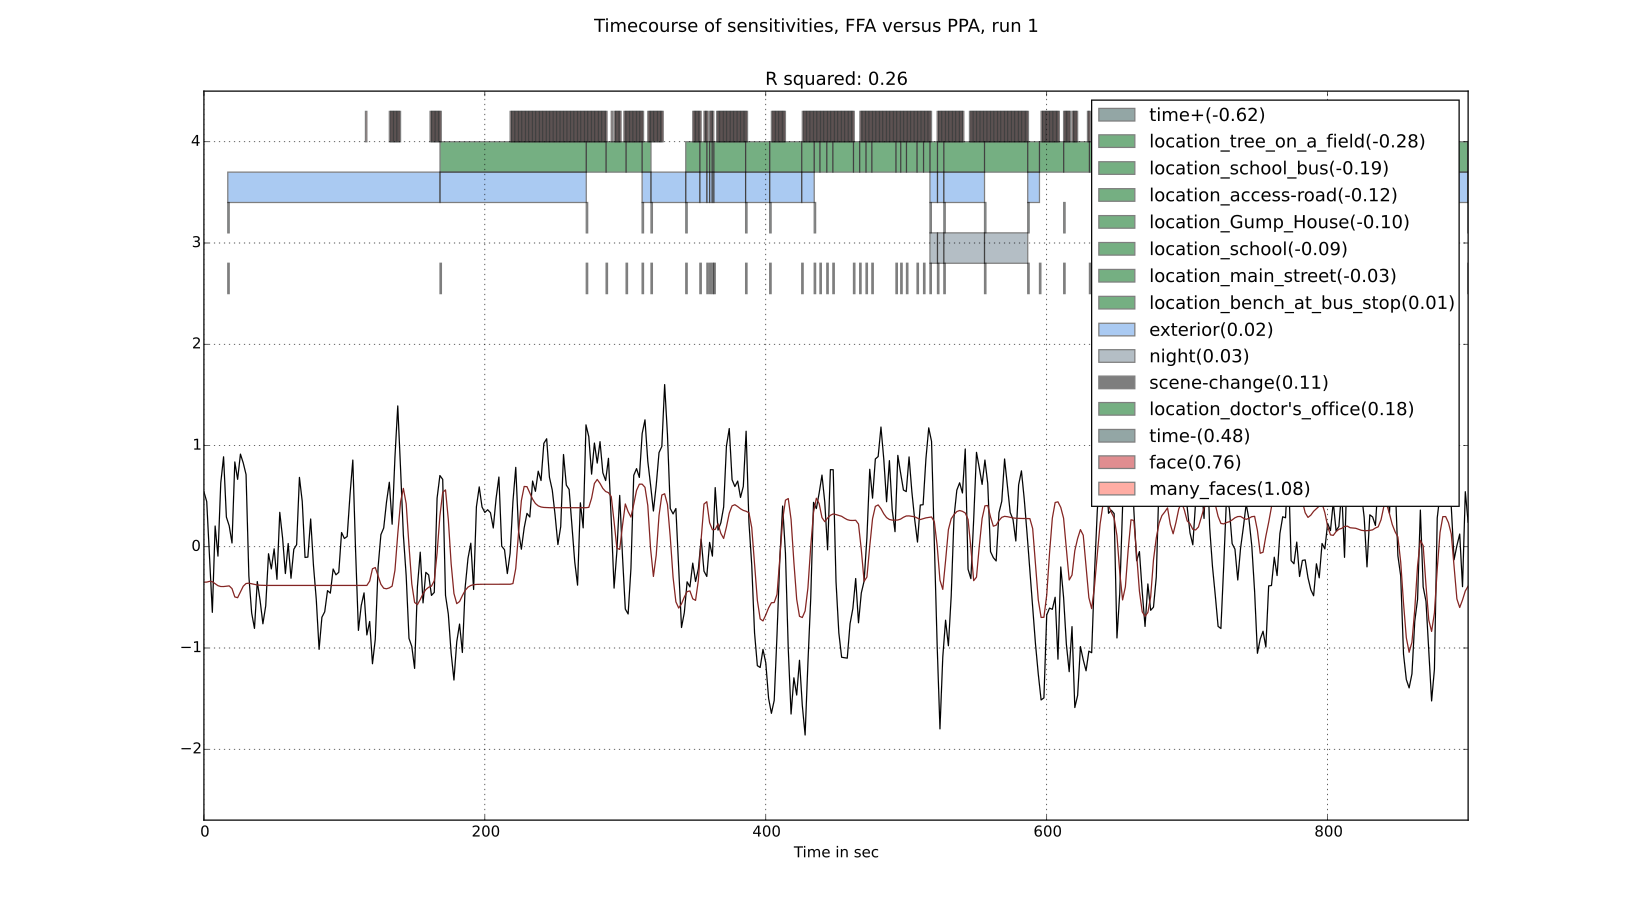 Timecourse of sensitivities, FFA versus PPA, run 1
R squared: 0.26
4
3
2
1
0
−1
−2
time+(-0.62)
location_tree_on_a_field(-0.28)
location_school_bus(-0.19)
location_access-road(-0.12)
location_Gump_House(-0.10)
location_school(-0.09)
location_main_street(-0.03)
location_bench_at_bus_stop(0.01)
exterior(0.02)
night(0.03)
scene-change(0.11)
location_doctor's_office(0.18)
time-(0.48)
face(0.76)
many_faces(1.08)
0 200 400 600 800
Time in sec